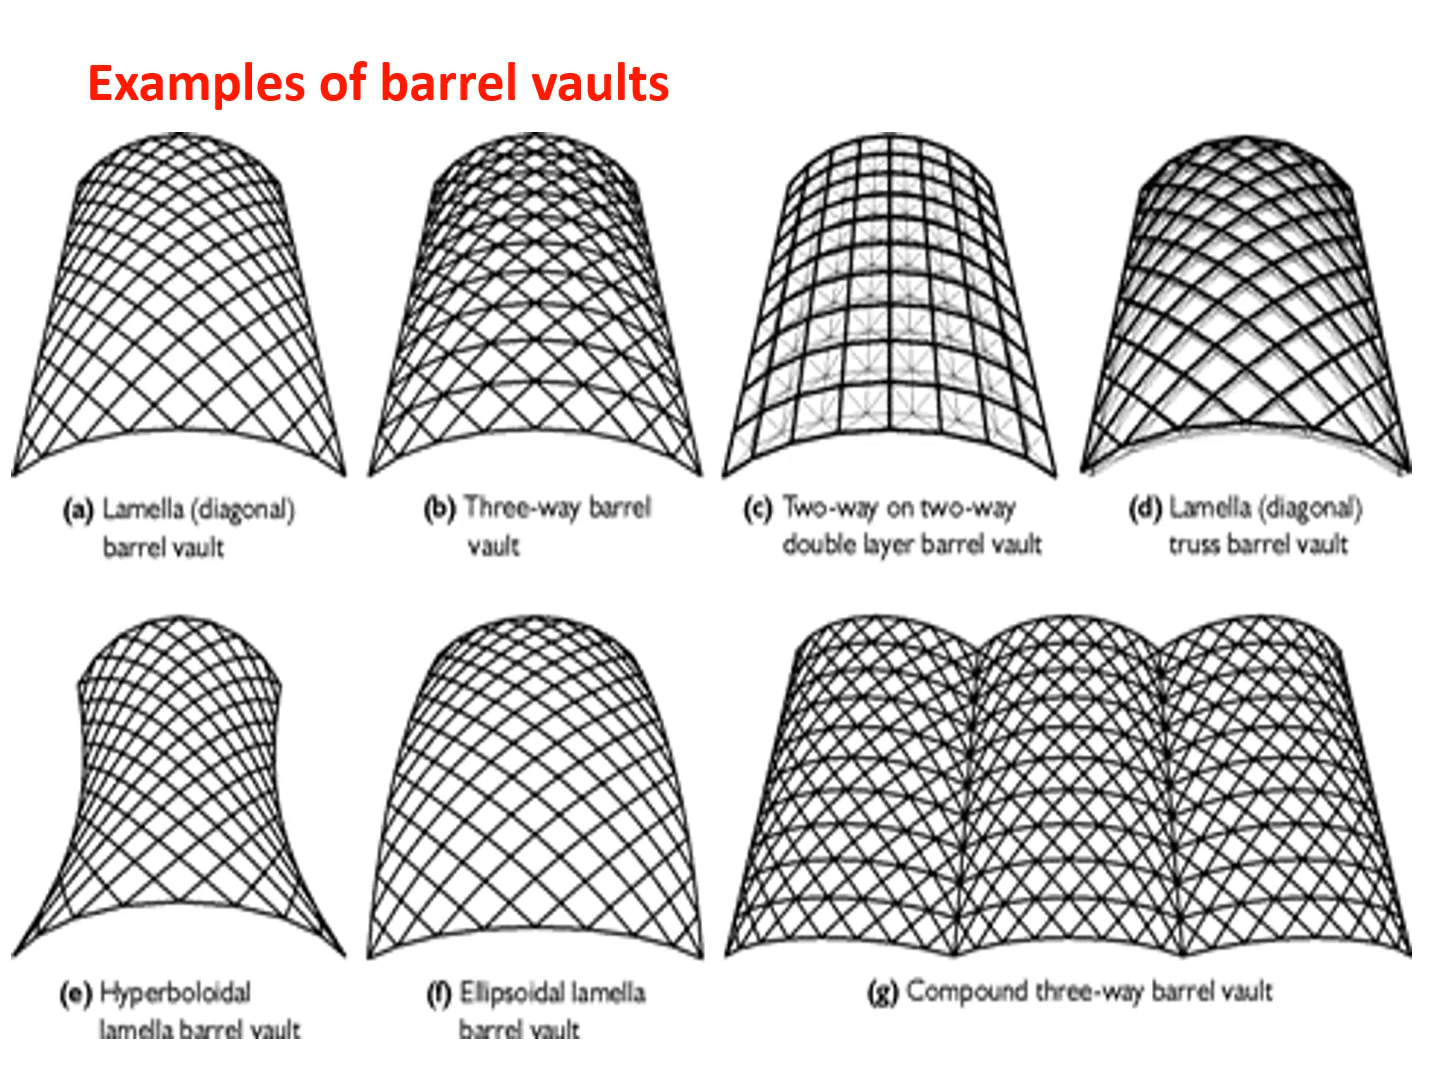 Examples of barrel vaults
(a) Lamella (diagonal)
barrel vault
(b) Three-way barrel
vault
(c) Two-way on two-way
double layer barrel vault
(d) Lamella (diagonal)
truss barrel vault
(e) Hyperboloidal
lamella barrel vault
(f) Ellipsoidal lamella
barrel vault
(g) Compound three-way barrel vault